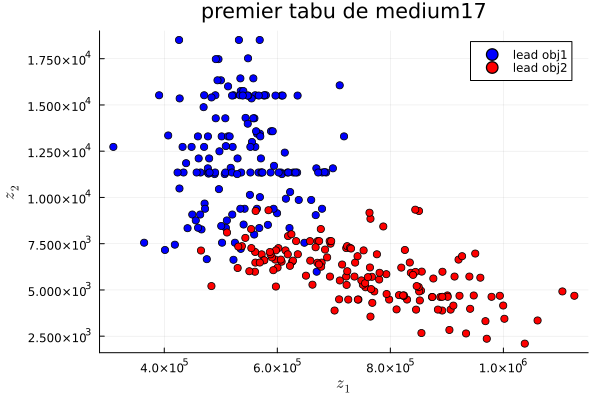 premier tabu de medium17
lead obj1
lead obj2
1.750×10⁴
1.500×10⁴
1.250×10⁴
1.000×10⁴
7.500×10³
5.000×10³
2.500×10³
z₂
4.0×10⁵ 6.0×10⁵ 8.0×10⁵ 1.0×10⁶
z₁